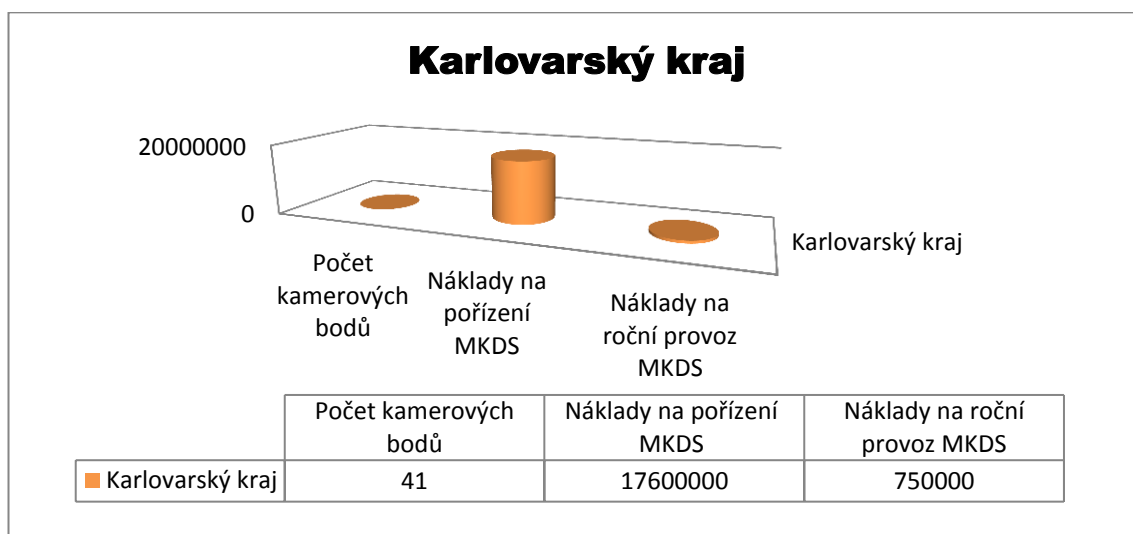 Karlovarský kraj
20000000
0
Počet
kamerových
bodů
Náklady na
pořízení
MKDS
Náklady na
roční provoz
MKDS
Karlovarský kraj
Počet kamerových
bodů
Náklady na pořízení
MKDS
Náklady na roční
provoz MKDS
Karlovarský kraj 41 17600000 750000